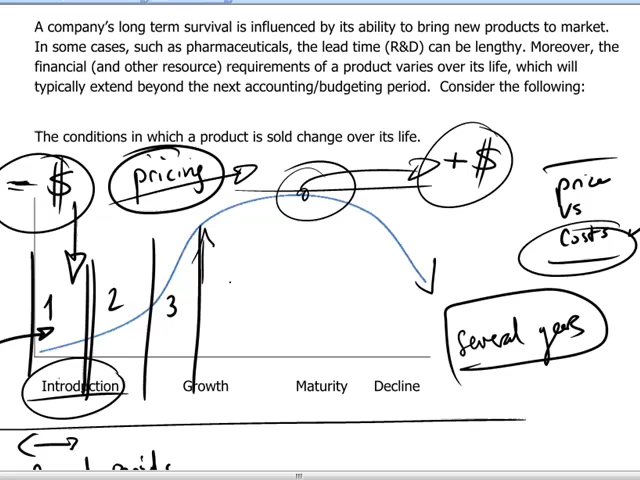 A company's long term survival is influenced by its ability to bring new products to market.
In some cases, such as pharmaceuticals, the lead time (R&D) can be lengthy. Moreover, the
financial (and other resource) requirements of a product varies over its life, which will
typically extend beyond the next accounting/budgeting period.  Consider the following:
The conditions in which a product is sold change over its life.
- $
pricing
+ $
price
vs
costs
1
2
3
several years
Introduction
Growth
Maturity
Decline